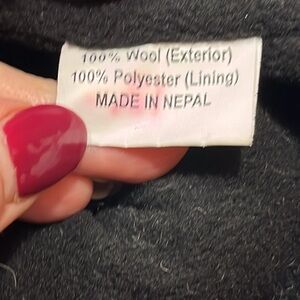 100% Wool (Exterior)
100% Polyester (Lining)
MADE IN NEPAL